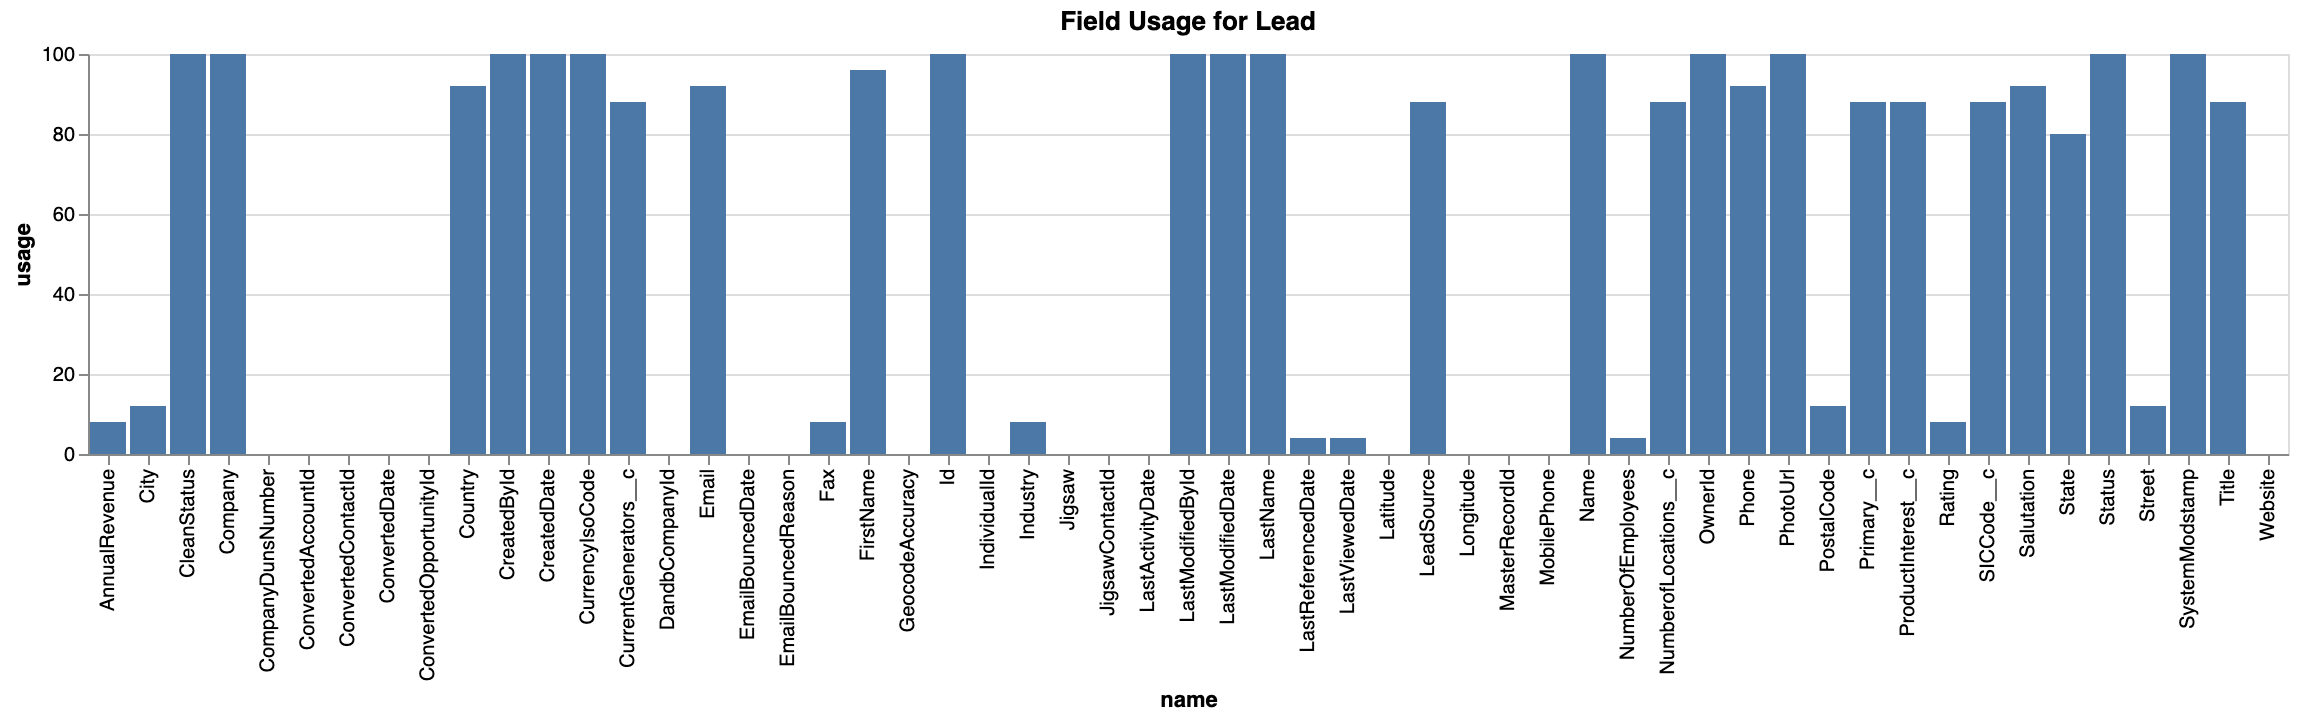 Field Usage for Lead
100
80
60
40
20
0
usage
AnnualRevenue
City
CleanStatus
Company
CompanyDunsNumber
ConvertedAccountId
ConvertedContactId
ConvertedDate
ConvertedOpportunityId
Country
CreatedById
CreatedDate
CurrencyIsoCode
CurrentGenerators__c
DandbCompanyId
Email
EmailBouncedDate
EmailBouncedReason
Fax
FirstName
GeocodeAccuracy
Id
IndividualId
Industry
Jigsaw
JigsawContactId
LastActivityDate
LastModifiedById
LastModifiedDate
LastName
LastReferencedDate
LastViewedDate
Latitude
LeadSource
Longitude
MasterRecordId
MobilePhone
Name
NumberOfEmployees
NumberofLocations__c
OwnerId
Phone
PhotoUrl
PostalCode
Primary__c
ProductInterest__c
Rating
SICCode__c
Salutation
State
Status
Street
SystemModstamp
Title
Website
name